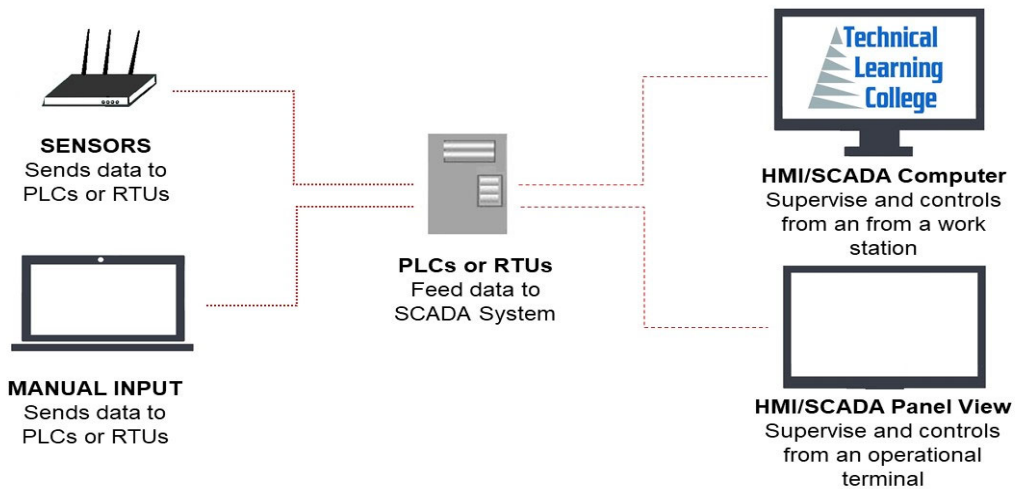 SENSORS
Sends data to
PLCs or RTUs
MANUAL INPUT
Sends data to
PLCs or RTUs
PLCs or RTUs
Feed data to
SCADA System
Technical
Learning
College
HMI/SCADA Computer
Supervise and controls
from an from a work
station
HMI/SCADA Panel View
Supervise and controls
from an operational
terminal